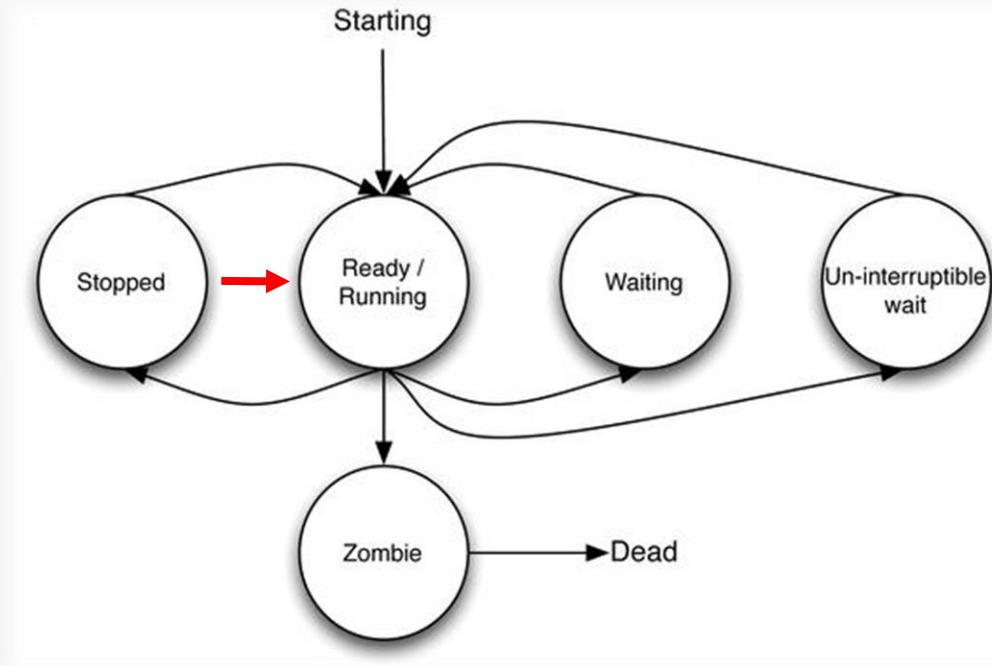 Starting
Stopped
Ready /
Running
Waiting
Un-interruptible
wait
Zombie
Dead